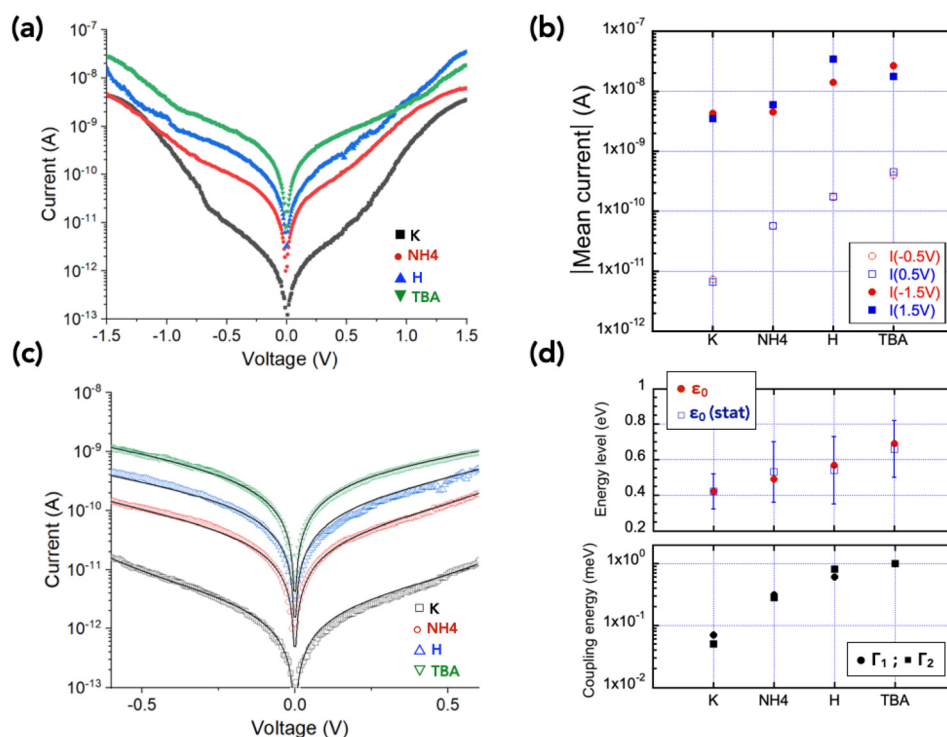 (a)
10⁻⁷
10⁻⁸
10⁻⁹
10⁻¹⁰
10⁻¹¹
10⁻¹²
10⁻¹³
Current (A)
K
NH4
H
TBA
-1.5 -1.0 -0.5 0.0 0.5 1.0 1.5
Voltage (V)
(b)
1x10⁻⁷
1x10⁻⁸
1x10⁻⁹
1x10⁻¹⁰
1x10⁻¹¹
1x10⁻¹²
|Mean current| (A)
I(-0.5V)
I(0.5V)
I(-1.5V)
I(1.5V)
K NH4 H TBA
(c)
10⁻⁸
10⁻⁹
10⁻¹⁰
10⁻¹¹
10⁻¹²
10⁻¹³
Current (A)
K
NH4
H
TBA
-0.5 0.0 0.5
Voltage (V)
(d)
ε₀
ε₀ (stat)
1
0.8
0.6
0.4
0.2
Energy level (eV)
1x10⁰
1x10⁻¹
1x10⁻²
Coupling energy (meV)
Γ₁ ; Γ₂
K NH4 H TBA